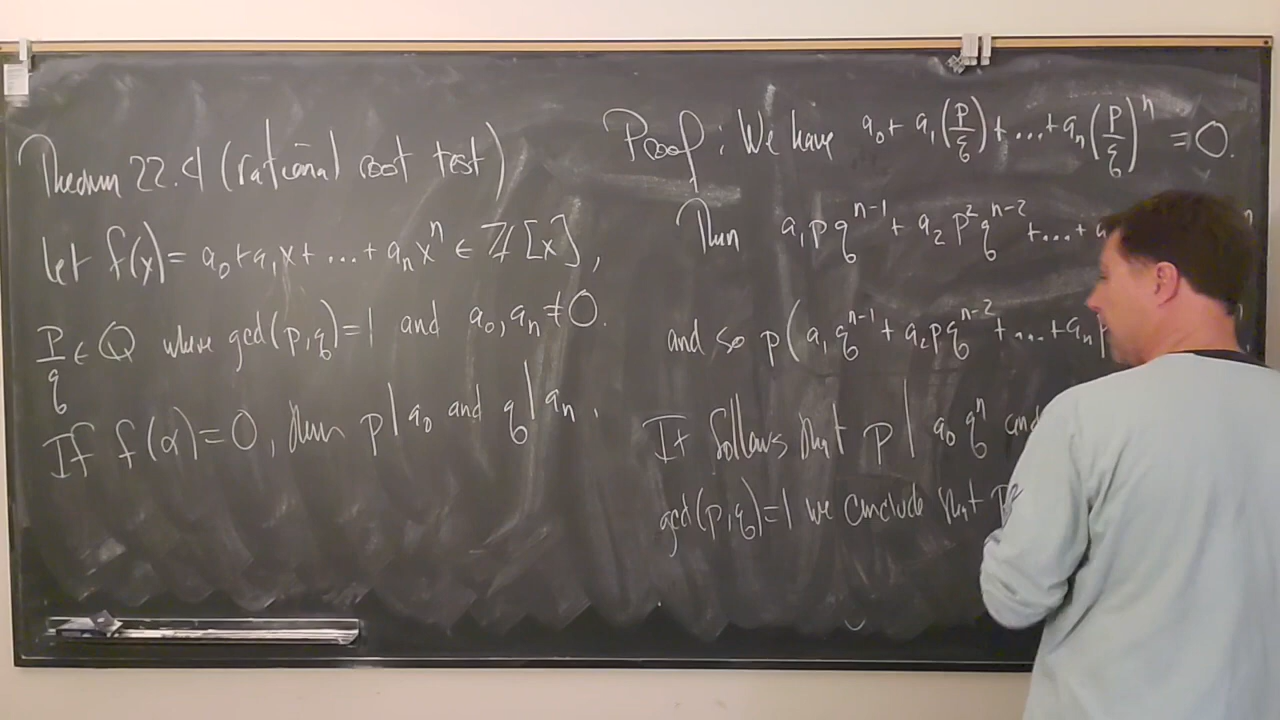 Theorem 22.4 (rational root test)
Let f(x) = a₀ + a₁x + ... + aₙxⁿ ∈ ℤ[x],
p/q ∈ Q where gcd(p,q)=1 and a₀, aₙ ≠ 0.
If f(α)=0, then p | a₀ and q | aₙ.
Proof: We have a₀ + a₁(p/q) + ... + aₙ(p/q)ⁿ = 0.
Then a₁pqⁿ⁻¹ + a₂p²qⁿ⁻² + ... +
and so p(a₁qⁿ⁻¹ + a₂pqⁿ⁻² + ... + aₙp
It follows that p | a₀qⁿ and
gcd(p,q)=1 we conclude that p